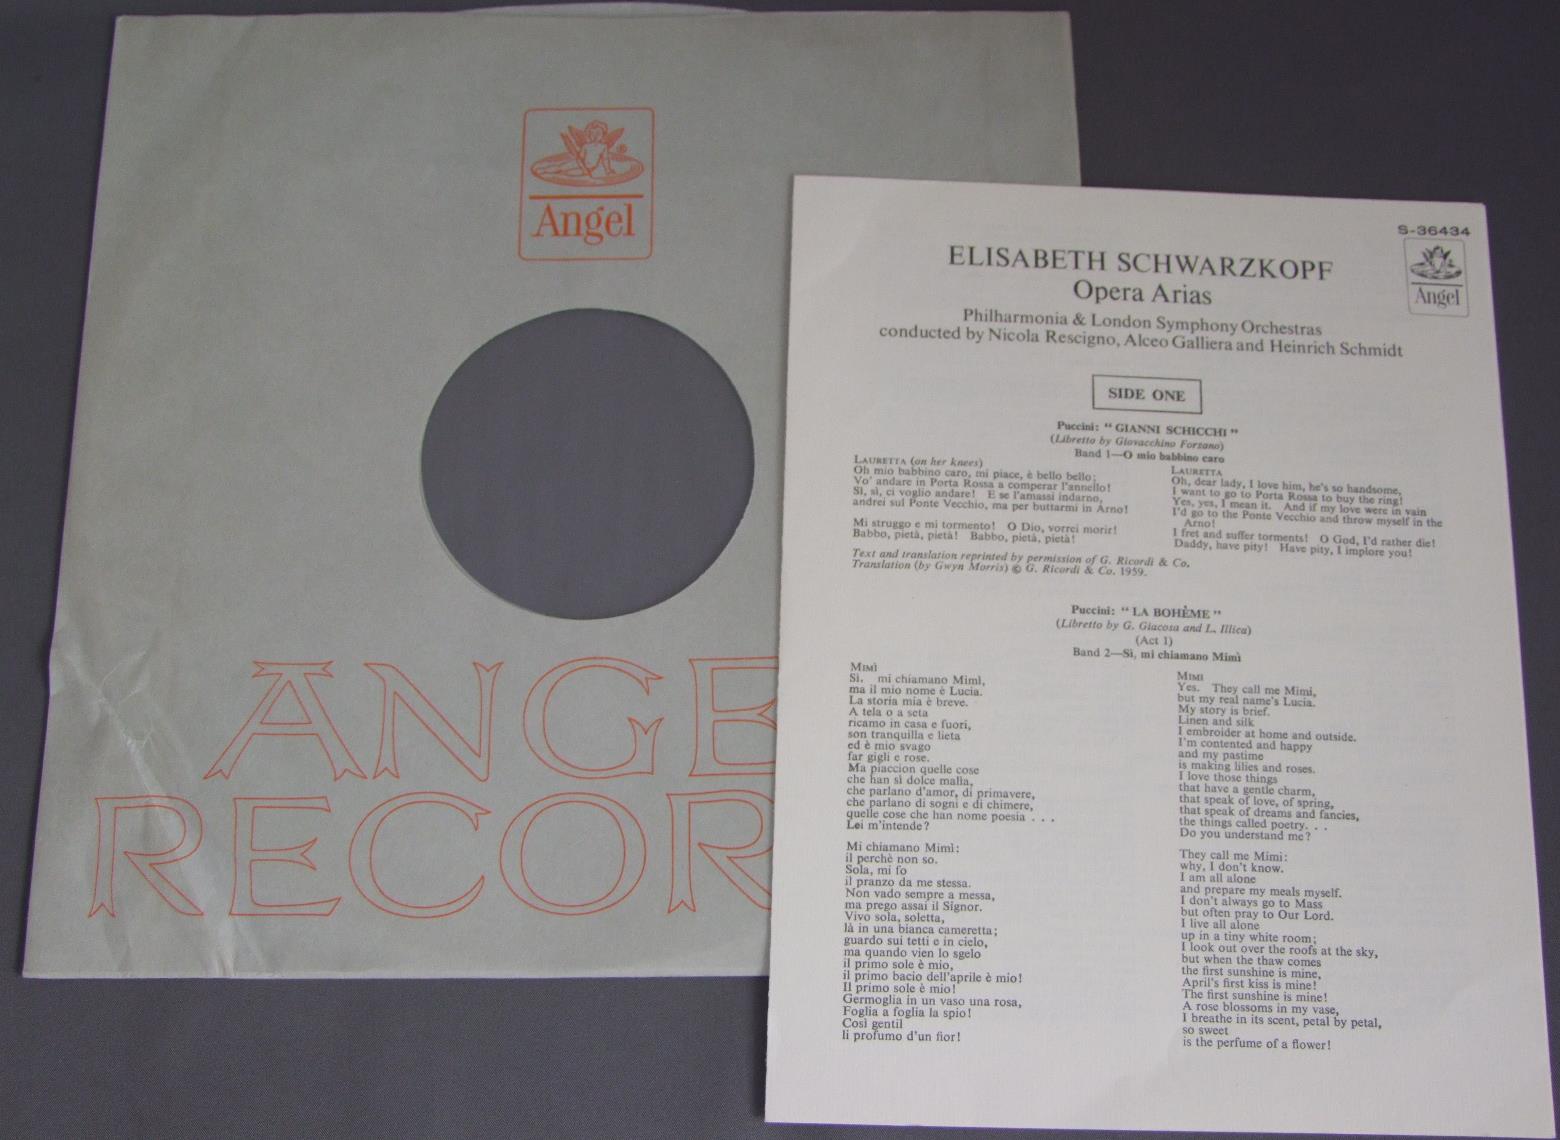 Angel
ANGE
RECOR
S-36434
Angel
ELISABETH SCHWARZKOPF
Opera Arias
Philharmonia & London Symphony Orchestras
conducted by Nicola Rescigno, Alceo Galliera and Heinrich Schmidt
SIDE ONE
Puccini: “ GIANNI SCHICCHI ”
(Libretto by Giovacchino Forzano)
Band 1—O mio babbino caro
LAURETTA (on her knees)
Oh mio babbino caro, mi piace, è bello bello;
Vo' andare in Porta Rossa a comperar l'annello!
Sì, sì, ci voglio andare! E se l'amassi indarno,
andrei sul Ponte Vecchio, ma per buttarmi in Arno!
Mi struggo e mi tormento! O Dio, vorrei morir!
Babbo, pietà, pietà! Babbo, pietà, pietà!
LAURETTA
Oh, dear lady, I love him, he's so handsome,
I want to go to Porta Rossa to buy the ring!
Yes, yes, I mean it. And if my love were in vain
I'd go to the Ponte Vecchio and throw myself in the
Arno!
I fret and suffer torments! O God, I'd rather die!
Daddy, have pity! Have pity, I implore you!
Text and translation reprinted by permission of G. Ricordi & Co.
Translation (by Gwyn Morris) © G. Ricordi & Co. 1959.
Puccini: “ LA BOHÈME ”
(Libretto by G. Giacosa and L. Illica)
(Act 1)
Band 2—Sì, mi chiamano Mimì
MIMÌ
Sì. mi chiamano Mimì,
ma il mio nome è Lucia.
La storia mia è breve.
A tela o a seta
ricamo in casa e fuori,
son tranquilla e lieta
ed è mio svago
far gigli e rose.
Ma piaccion quelle cose
che han sì dolce malia,
che parlano d'amor, di primavere,
che parlano di sogni e di chimere,
quelle cose che han nome poesia . . .
Lei m'intende?
Mi chiamano Mimì:
il perchè non so.
Sola, mi fo
il pranzo da me stessa.
Non vado sempre a messa,
ma prego assai il Signor.
Vivo sola, soletta,
là in una bianca cameretta;
guardo sui tetti e in cielo,
ma quando vien lo sgelo
il primo sole è mio,
il primo bacio dell'aprile è mio!
Il primo sole è mio!
Germoglia in un vaso una rosa,
Foglia a foglia la spio!
Così gentil
il profumo d'un fior!
MIMI
Yes. They call me Mimi,
but my real name's Lucia.
My story is brief.
Linen and silk
I embroider at home and outside.
I'm contented and happy
and my pastime
is making lilies and roses.
I love those things
that have a gentle charm,
that speak of love, of spring,
that speak of dreams and fancies,
the things called poetry. . .
Do you understand me?
They call me Mimi:
why, I don't know.
I am all alone
and prepare my meals myself.
I don't always go to Mass
but often pray to Our Lord.
I live all alone
up in a tiny white room;
I look out over the roofs at the sky,
but when the thaw comes
the first sunshine is mine,
April's first kiss is mine!
The first sunshine is mine!
A rose blossoms in my vase,
I breathe in its scent, petal by petal,
so sweet
is the perfume of a flower!